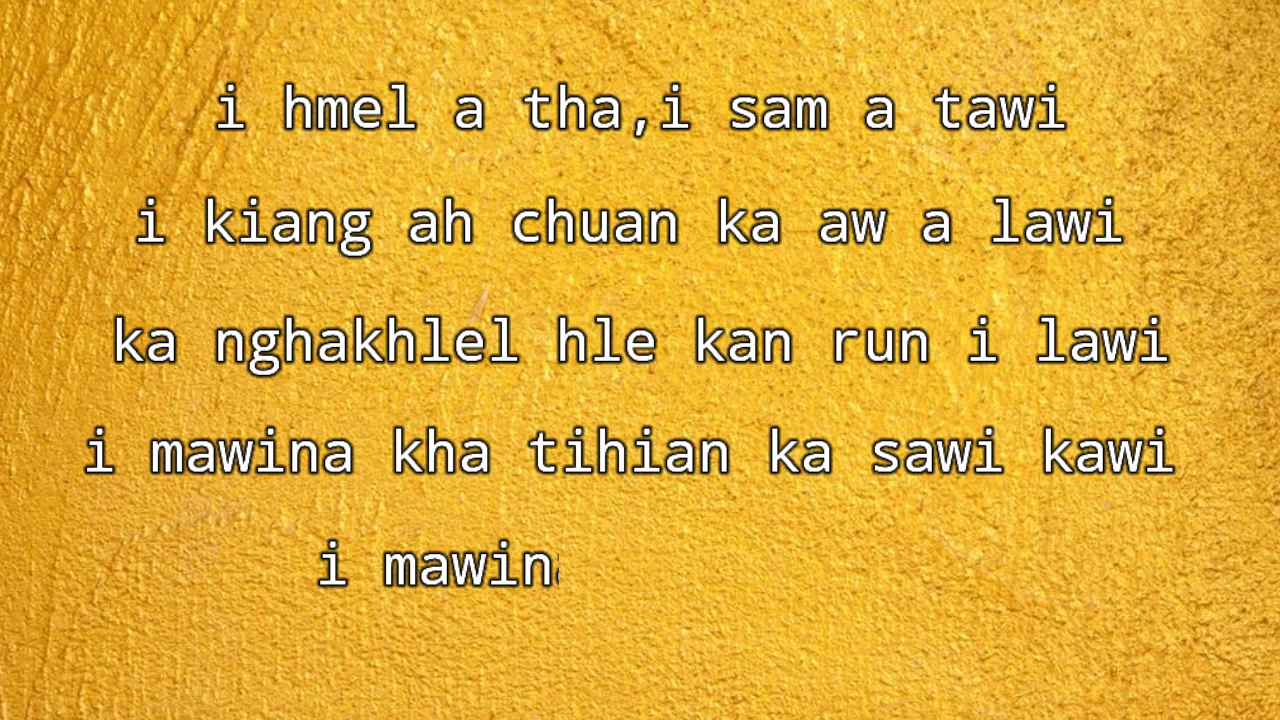 i hmel a tha,i sam a tawi
i kiang ah chuan ka aw a lawi
ka nghakhlel hle kan run i lawi
i mawina kha tihian ka sawi kawi
i